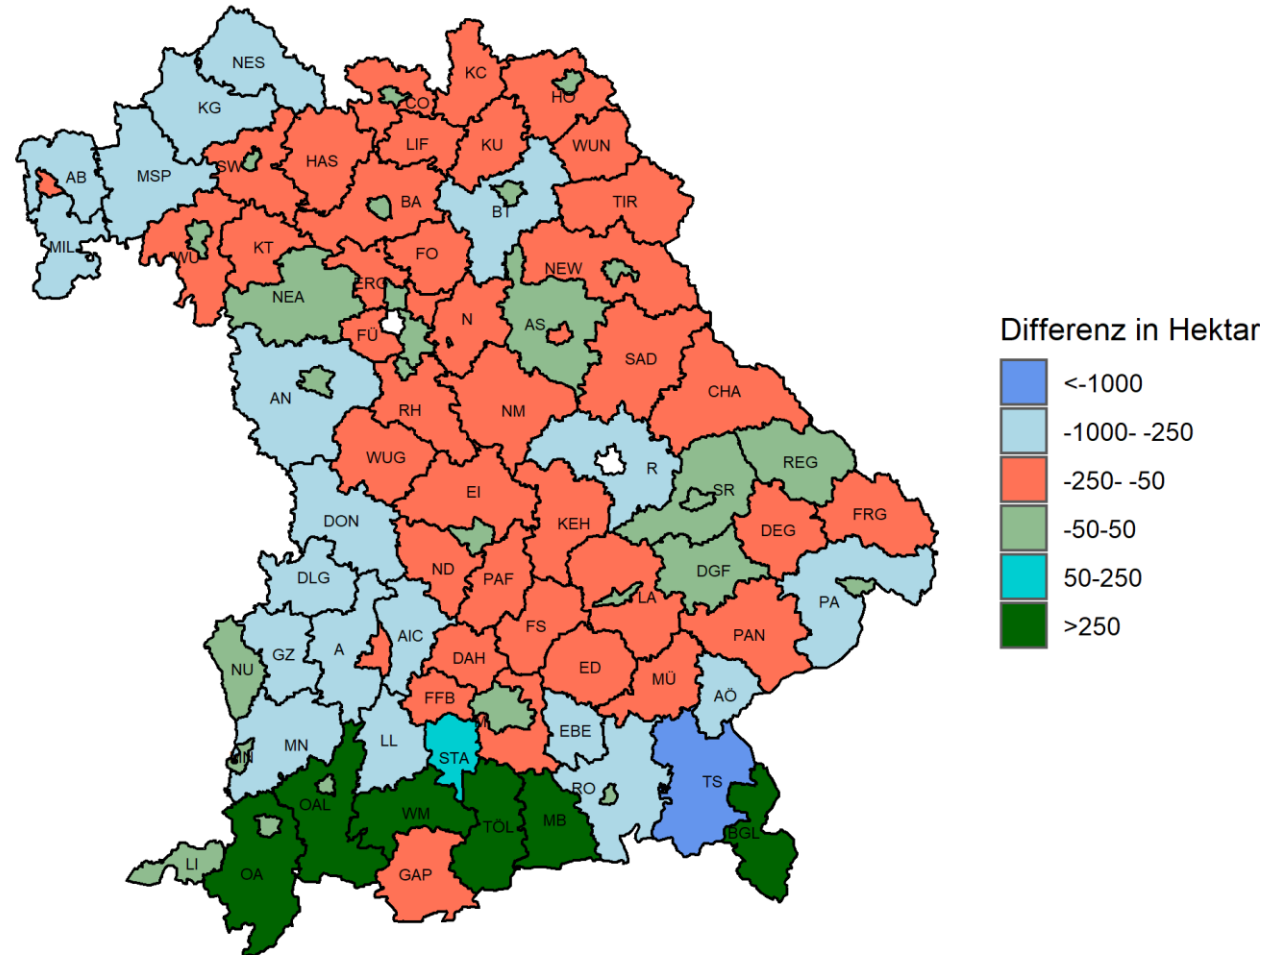 NES
KC
CO
HO
KG
LIF
KU
WUN
HAS
SW
AB
MSP
BA
BT
TIR
MIL
WÜ
KT
FO
NEW
ERC
NEA
N
AS
FÜ
SAD
AN
RH
NM
CHA
WUG
R
REG
EI
SR
DON
KEH
DEG
FRG
ND
PAF
DGF
DLG
LA
PA
AIC
FS
PAN
A
GZ
DAH
ED
NU
FFB
MÜ
AÖ
M
EBE
MN
LL
STA
TS
RO
OAL
WM
TÖL
MB
BGL
LI
OA
GAP
Differenz in Hektar
<-1000
-1000- -250
-250- -50
-50-50
50-250
>250